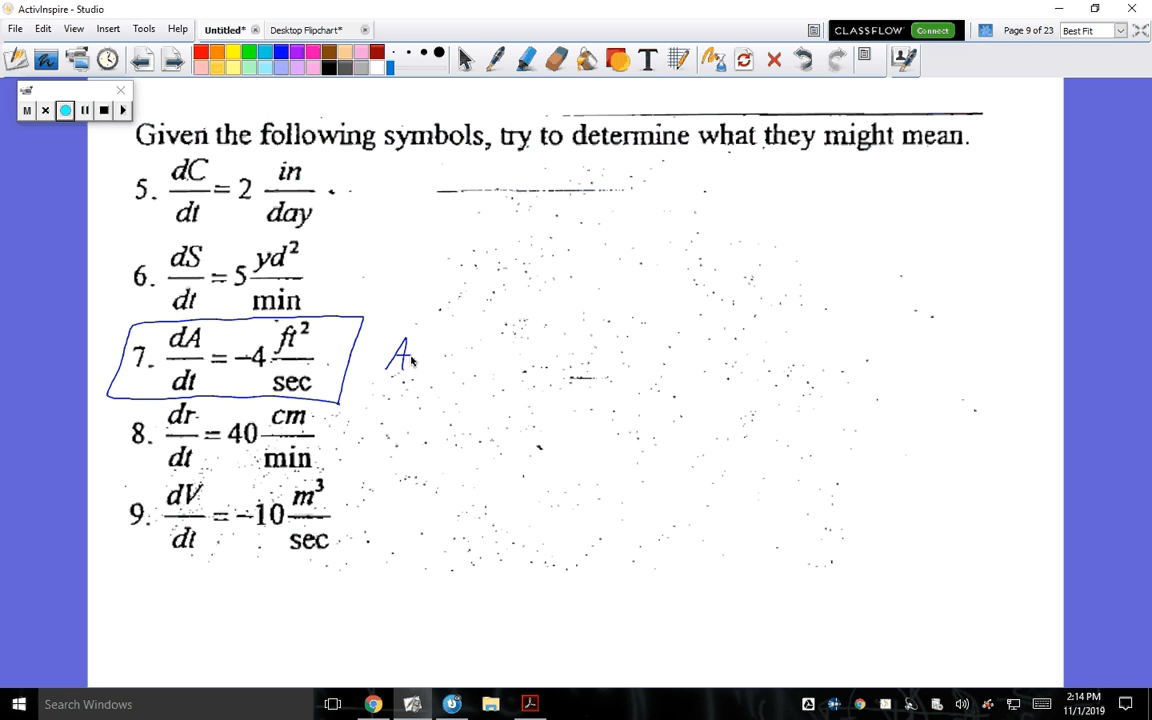 ActivInspire - Studio
File Edit View Insert Tools Help Untitled* Desktop Flipchart* CLASSFLOW Connect Page 9 of 23 Best Fit
M
Given the following symbols, try to determine what they might mean.
5. dC/dt = 2 in/day
6. dS/dt = 5 yd²/min
7. dA/dt = -4 ft²/sec A
8. dr/dt = 40 cm/min
9. dV/dt = -10 m³/sec
Search Windows
2:14 PM
11/1/2019